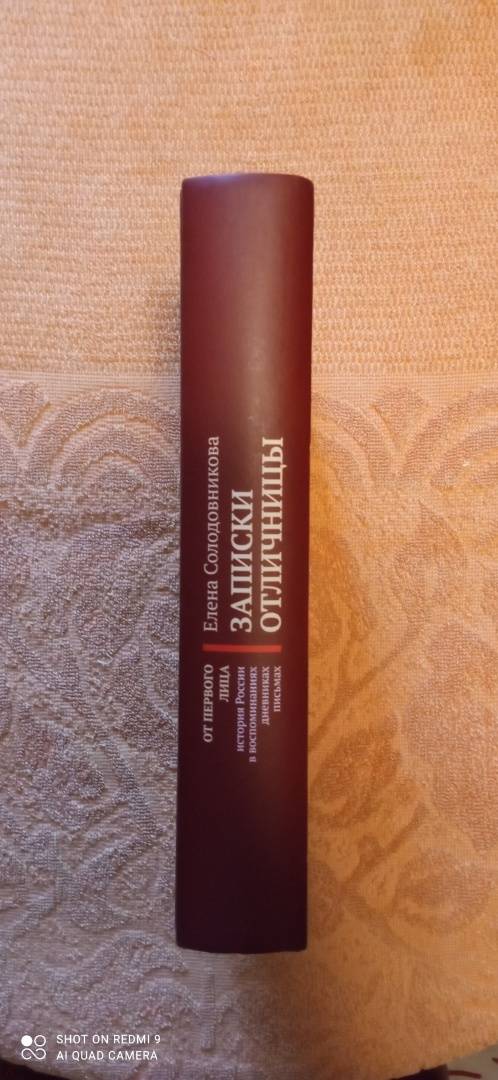 ОТ ПЕРВОГО
ЛИЦА
история России
в воспоминаниях
дневниках
письмах
Елена Солодовникова
ЗАПИСКИ
ОТЛИЧНИЦЫ
SHOT ON REDMI 9
AI QUAD CAMERA